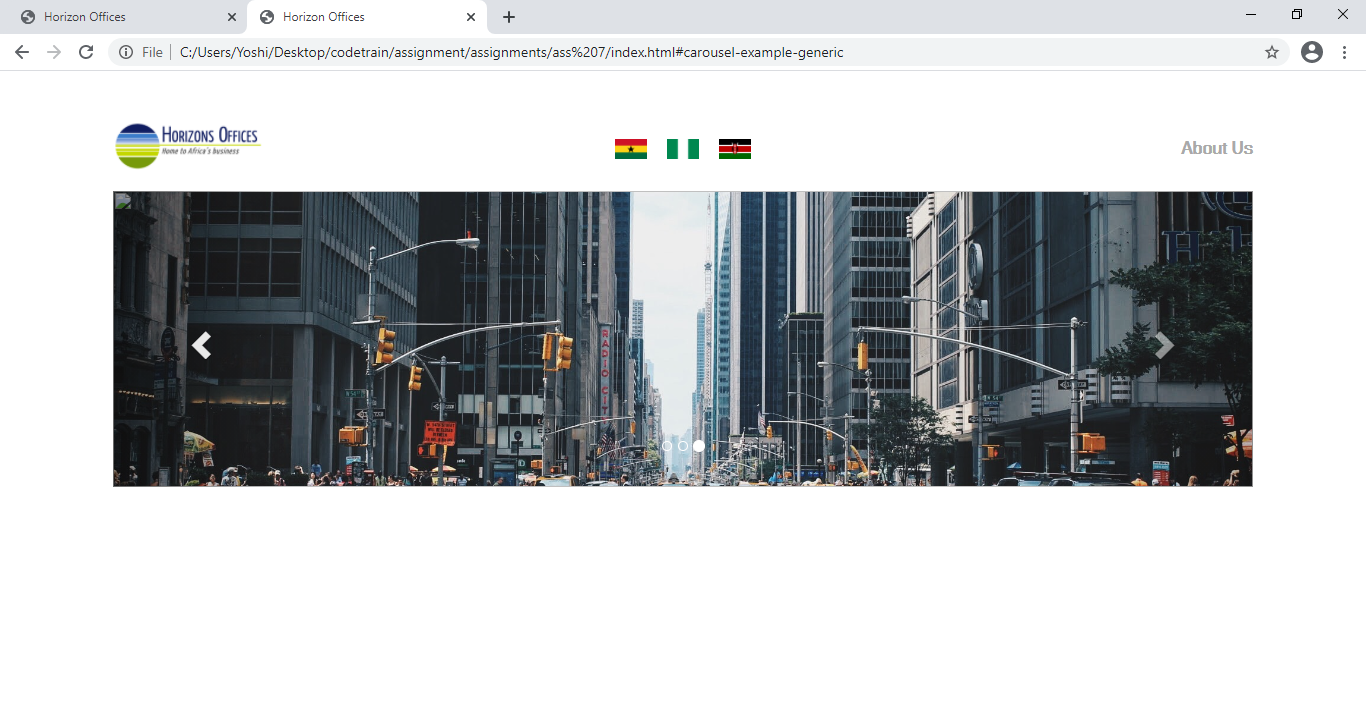 Horizon Offices
Horizon Offices
File
C:/Users/Yoshi/Desktop/codetrain/assignment/assignments/ass%207/index.html#carousel-example-generic
HORIZONS OFFICES
Home to Africa's business
About Us
RADIO CIT
H